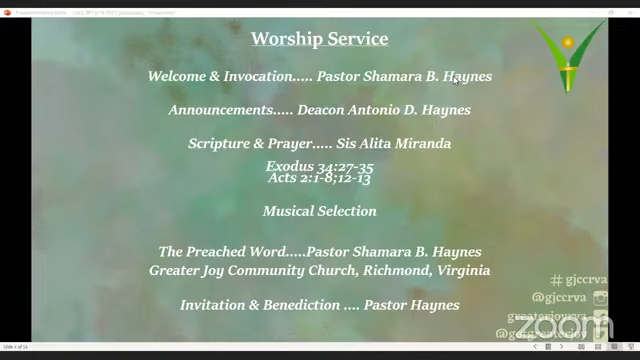 Worship Service
Welcome & Invocation..... Pastor Shamara B. Haynes
Announcements..... Deacon Antonio D. Haynes
Scripture & Prayer..... Sis Alita Miranda
Exodus 34:27-35
Acts 2:1-8;12-13
Musical Selection
The Preached Word.....Pastor Shamara B. Haynes
Greater Joy Community Church, Richmond, Virginia
Invitation & Benediction .... Pastor Haynes
# gjccrva
@gjccrva
zoom